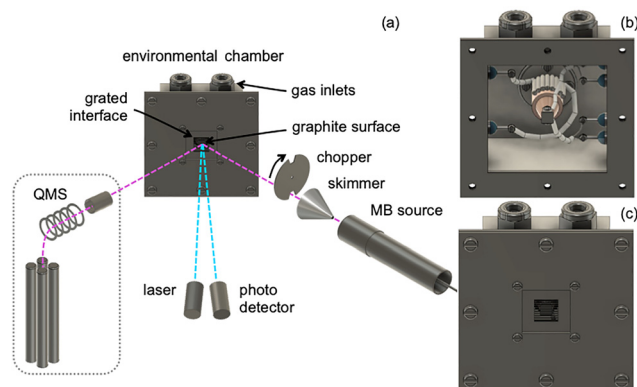 (a)
environmental chamber
gas inlets
grated
interface
graphite surface
chopper
skimmer
QMS
MB source
laser
photo
detector
(b)
(c)